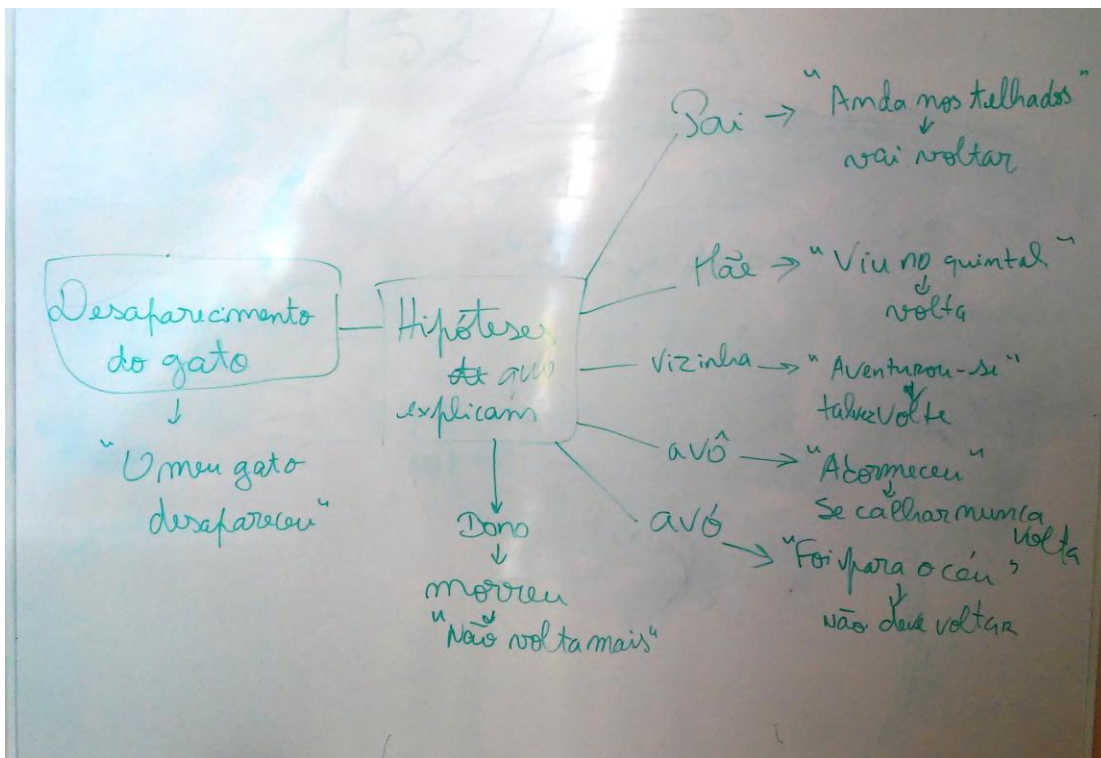 Desaparecimento
do gato
↓
"O meu gato
desapareceu"
Hipóteses
que
explicam
↓
Dono
↓
morreu
↓
"Não volta mais"
Pai → "Anda nos telhados"
↓
vai voltar
Mãe → "Viu no quintal"
↓
volta
Vizinha → "Aventurou-se"
↓
talvez volte
avô → "Adormeceu"
↓
Se calhar nunca
volta
avó → "Foi para o céu"
↓
Não deve voltar